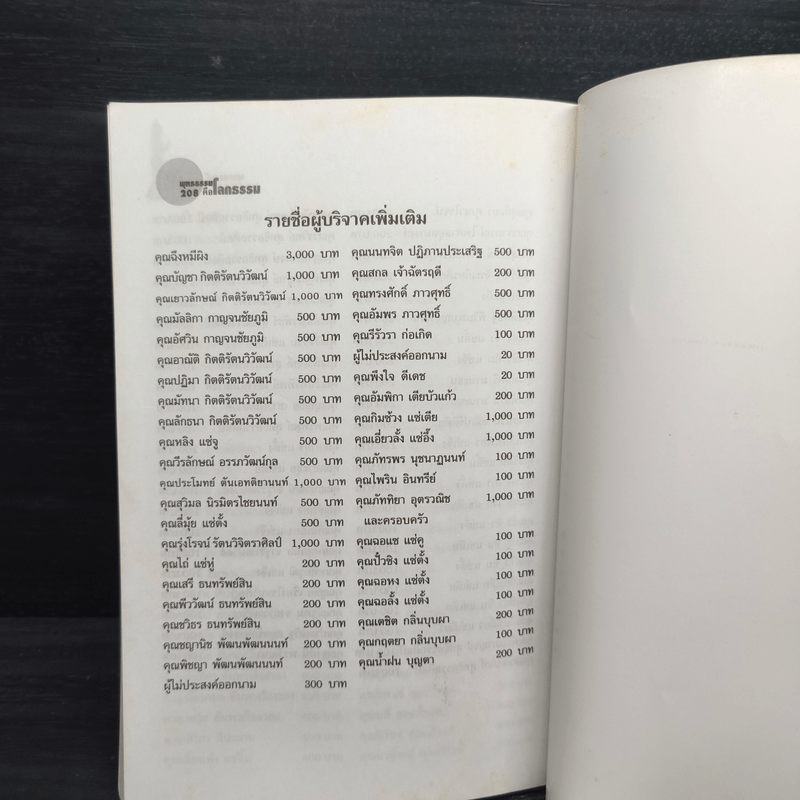 พุทธธรรม
208 คือโลกธรรม
รายชื่อผู้บริจาคเพิ่มเติม
คุณฉึงหมีผิง 3,000 บาท
คุณบัญชา กิตติรัตนวิวัฒน์ 1,000 บาท
คุณเยาวลักษณ์ กิตติรัตนวิวัฒน์ 1,000 บาท
คุณมัลลิกา กาญจนชัยภูมิ 500 บาท
คุณอัศวิน กาญจนชัยภูมิ 500 บาท
คุณอาณัติ กิตติรัตนวิวัฒน์ 500 บาท
คุณปฏิมา กิตติรัตนวิวัฒน์ 500 บาท
คุณมัทนา กิตติรัตนวิวัฒน์ 500 บาท
คุณลักธนา กิตติรัตนวิวัฒน์ 500 บาท
คุณหลิง แซ่จู 500 บาท
คุณวีรลักษณ์ อรรภวัฒน์กุล 500 บาท
คุณประโมทย์ ตันเอทติยานนท์ 1,000 บาท
คุณสุวิมล นิรมิตรไชยนนท์ 500 บาท
คุณลี่มุ้ย แซ่ตั้ง 500 บาท
คุณรุ่งโรจน์ รัตนวิจิตราศิลป์ 1,000 บาท
คุณไถ่ แซ่หู่ 200 บาท
คุณเสรี ธนทรัพย์สิน 200 บาท
คุณพีววัฒน์ ธนทรัพย์สิน 200 บาท
คุณชวิธร ธนทรัพย์สิน 200 บาท
คุณชญานิช พัฒนพัฒนนนท์ 200 บาท
คุณพิชญา พัฒนพัฒนนนท์ 200 บาท
ผู้ไม่ประสงค์ออกนาม 300 บาท
คุณนนทจิต ปฏิภานประเสริฐ 500 บาท
คุณสกล เจ้าฉัตรฤดี 200 บาท
คุณทรงศักดิ์ ภาวศุทธิ์ 500 บาท
คุณอัมพร ภาวศุทธิ์ 500 บาท
คุณรีรัวรา ก่อเกิด 100 บาท
ผู้ไม่ประสงค์ออกนาม 20 บาท
คุณพึงใจ ดีเดช 20 บาท
คุณอัมพิกา เตียบัวแก้ว 200 บาท
คุณกิมช้วง แซ่เตีย 1,000 บาท
คุณเอี่ยวลั้ง แซ่อึ้ง 1,000 บาท
คุณภัทรพร นุชนาฏนนท์ 100 บาท
คุณไพริน อินทรีย์ 100 บาท
คุณภัททิยา อุตรวณิช 1,000 บาท
และครอบครัว
คุณฉอแช แซ่คู 100 บาท
คุณปั้วชิง แซ่ตั้ง 100 บาท
คุณฉอหง แซ่ตั้ง 100 บาท
คุณฉอลั้ง แซ่ตั้ง 100 บาท
คุณเตชิต กลิ่นบุบผา 200 บาท
คุณกฤตยา กลิ่นบุบผา 100 บาท
คุณน้ำฝน บุญตา 200 บาท